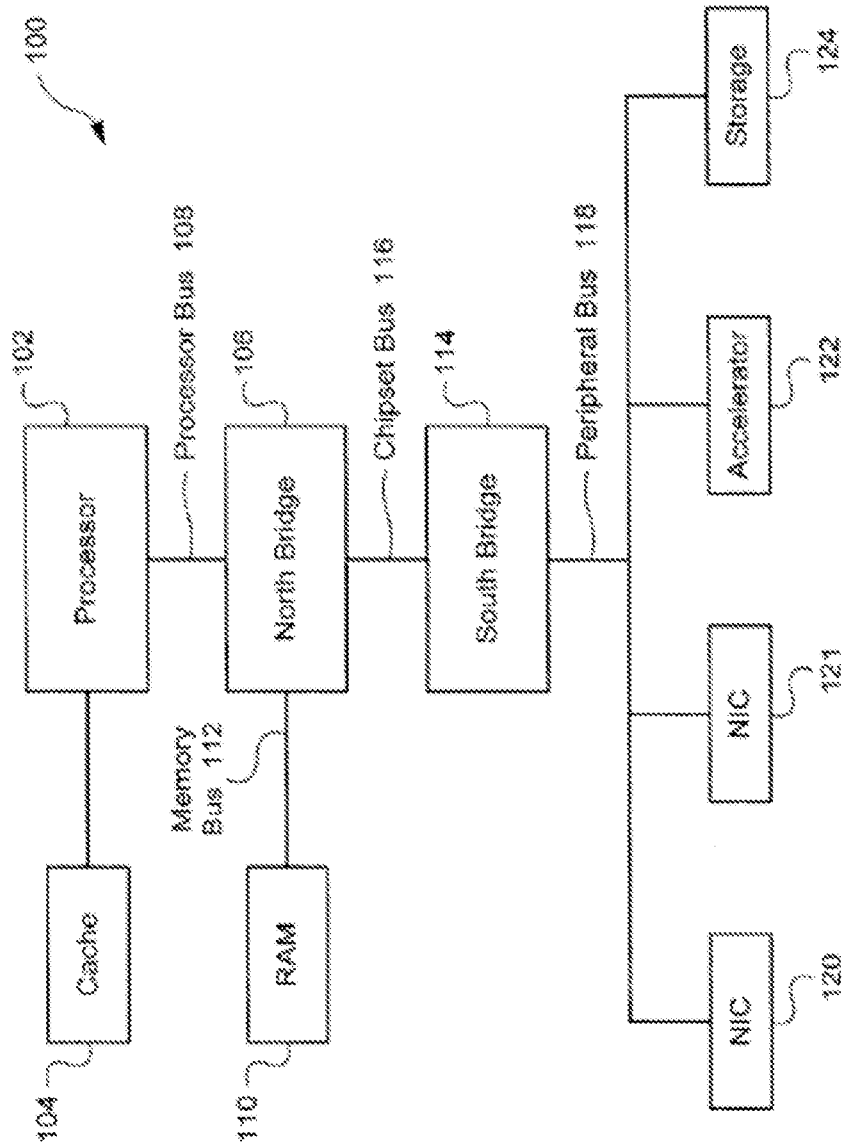 100
102
Processor
Cache
104
Processor Bus 108
106
North Bridge
Memory
Bus 112
RAM
110
Chipset Bus 116
114
South Bridge
Peripheral Bus 118
NIC
120
NIC
121
Accelerator
122
Storage
124